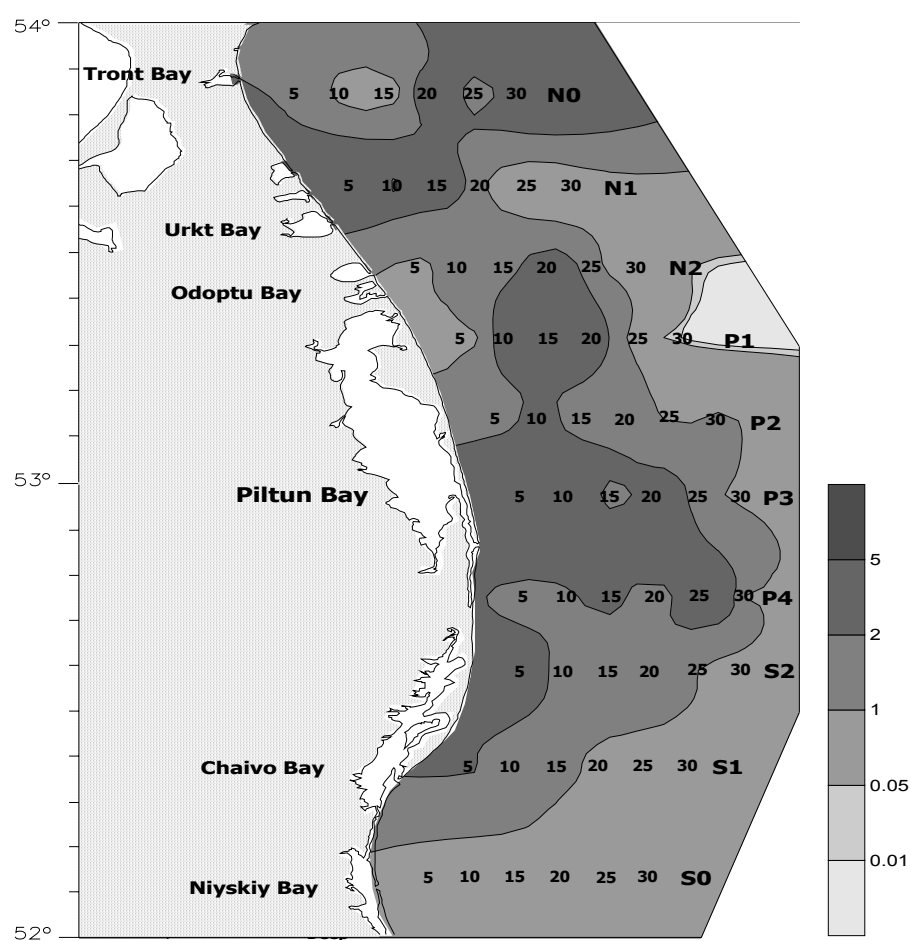 54°
Tront Bay
5 10 15 20 25 30 N0
5 10 15 20 25 30 N1
Urkt Bay
5 10 15 20 25 30 N2
Odoptu Bay
5 10 15 20 25 30 P1
5 10 15 20 25 30 P2
53°
Piltun Bay
5 10 15 20 25 30 P3
5
2
5 10 15 20 25 30 P4
5 10 15 20 25 30 S2
1
Chaivo Bay
5 10 15 20 25 30 S1
0.05
0.01
Niyskiy Bay
5 10 15 20 25 30 S0
52°